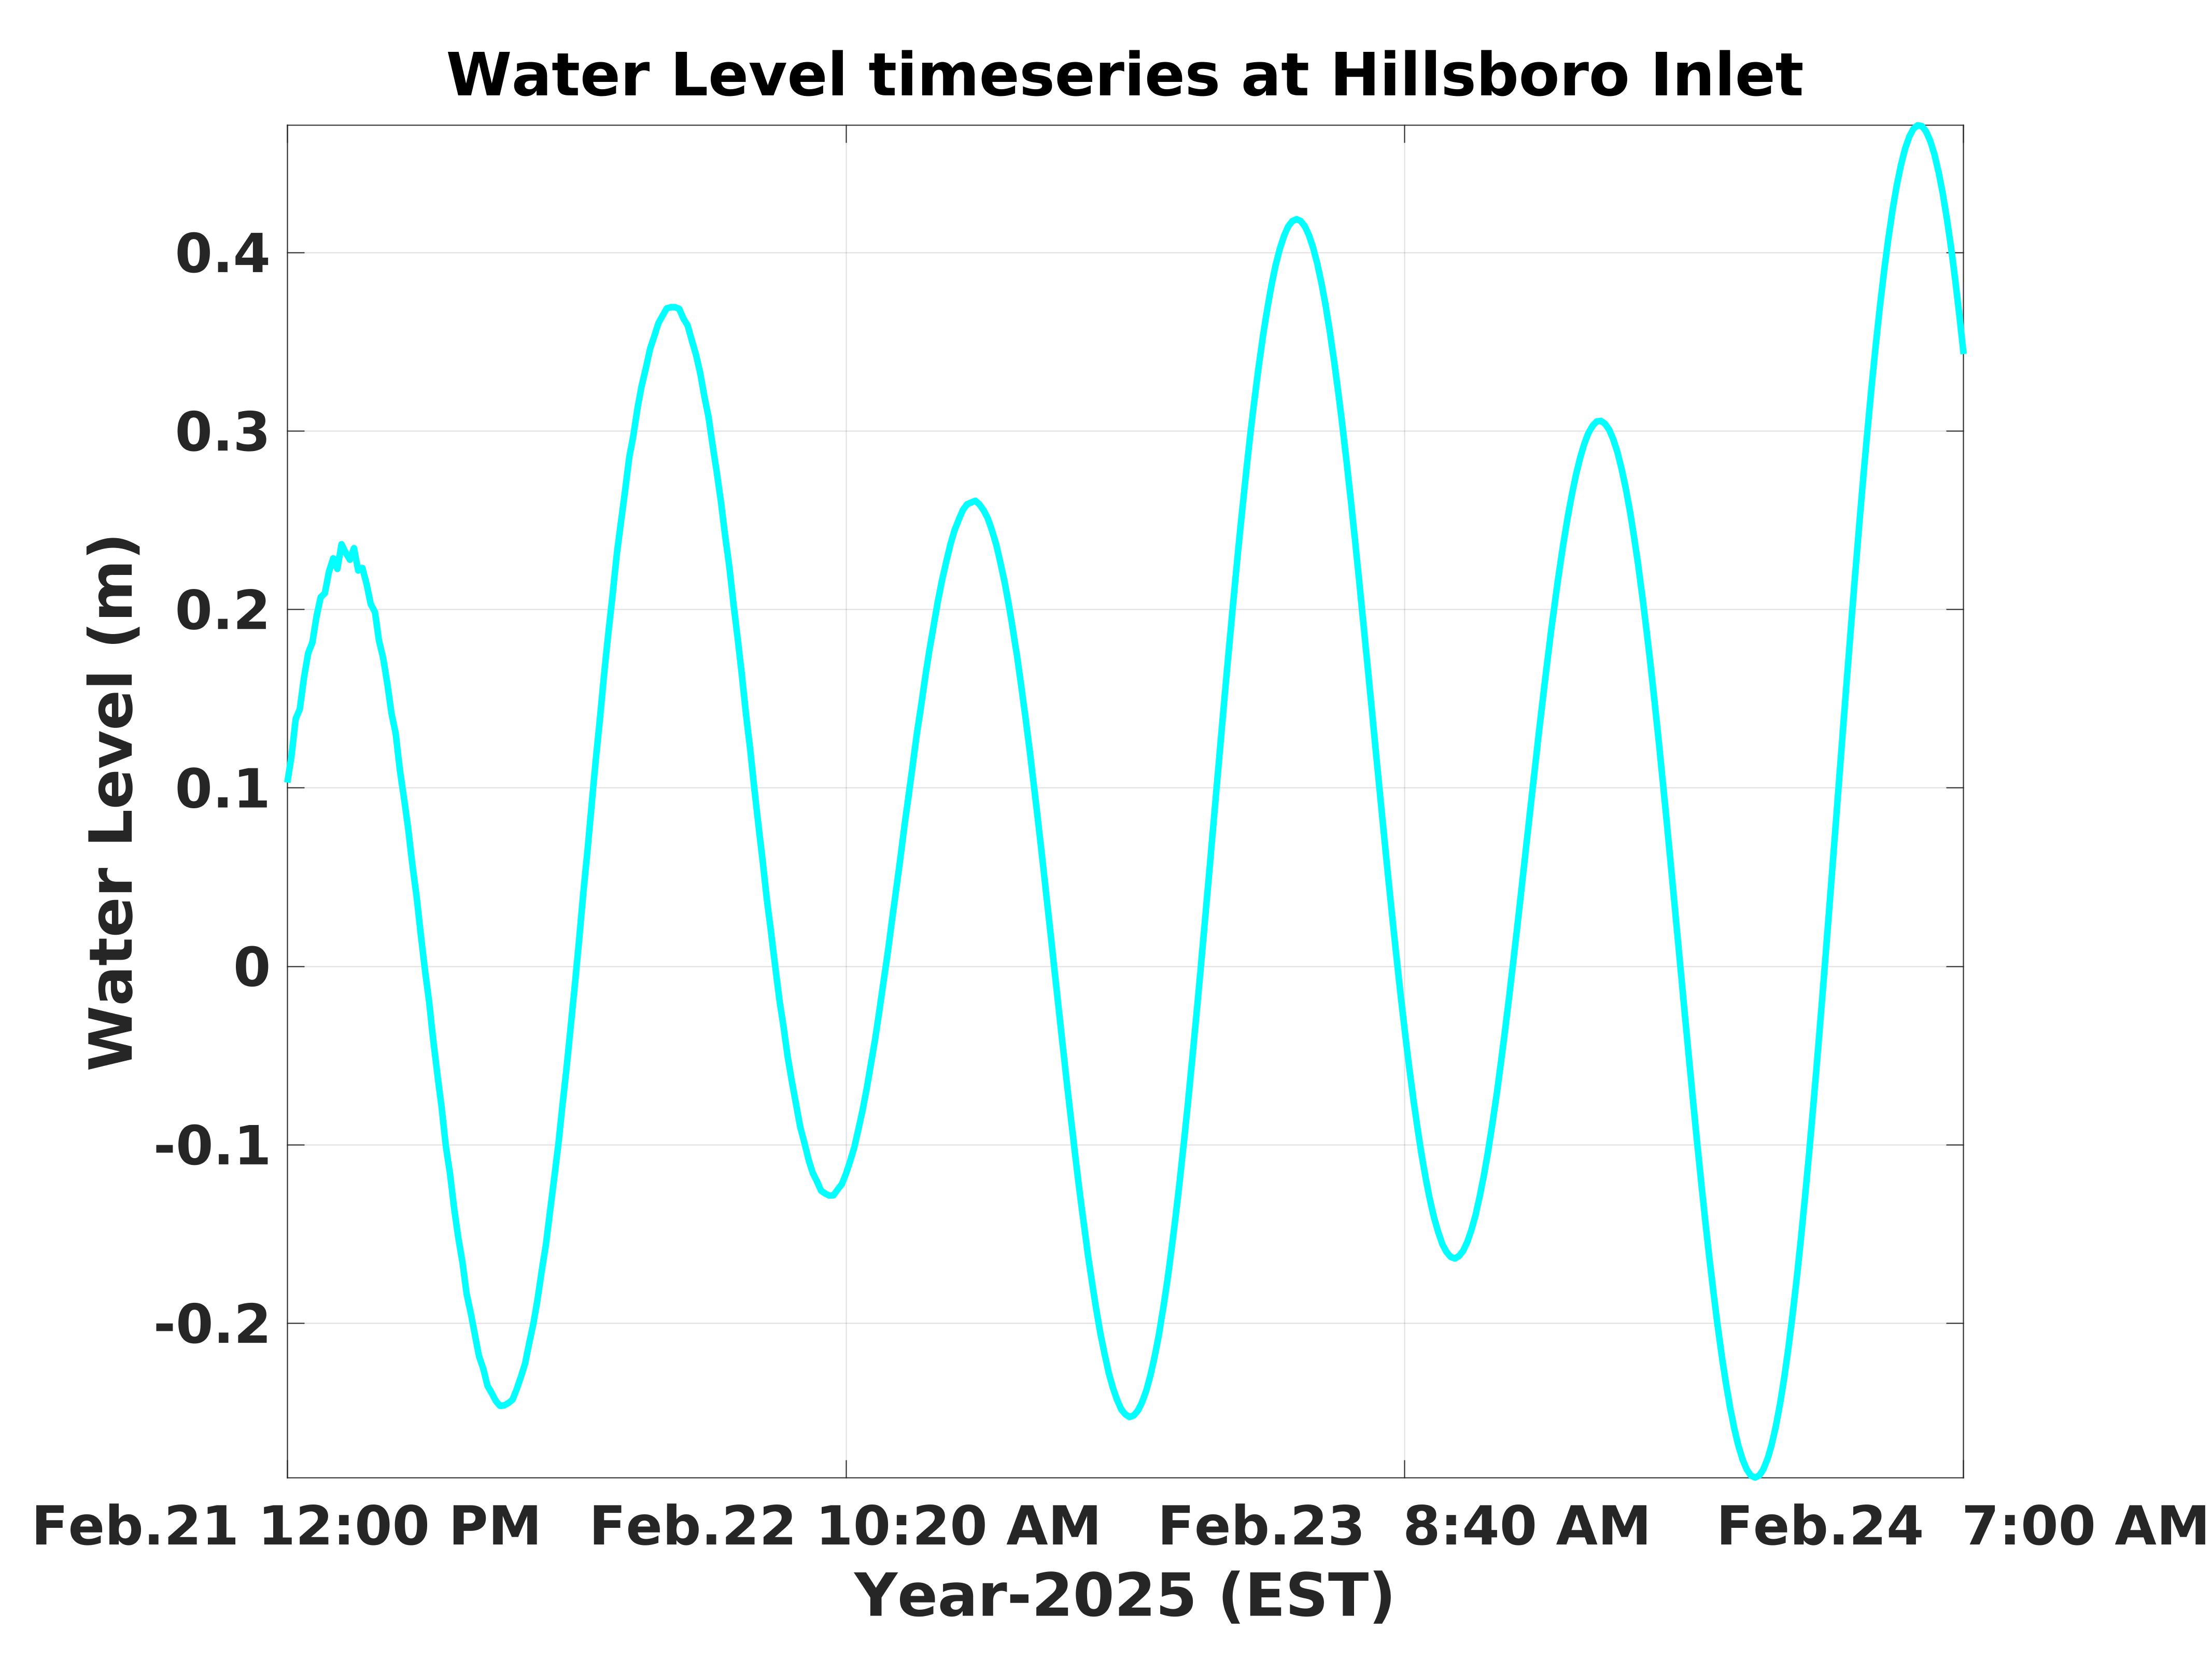 Water Level timeseries at Hillsboro Inlet
Water Level (m)
0.4
0.3
0.2
0.1
0
-0.1
-0.2
Feb.21 12:00 PM Feb.22 10:20 AM Feb.23 8:40 AM Feb.24 7:00 AM
Year-2025 (EST)